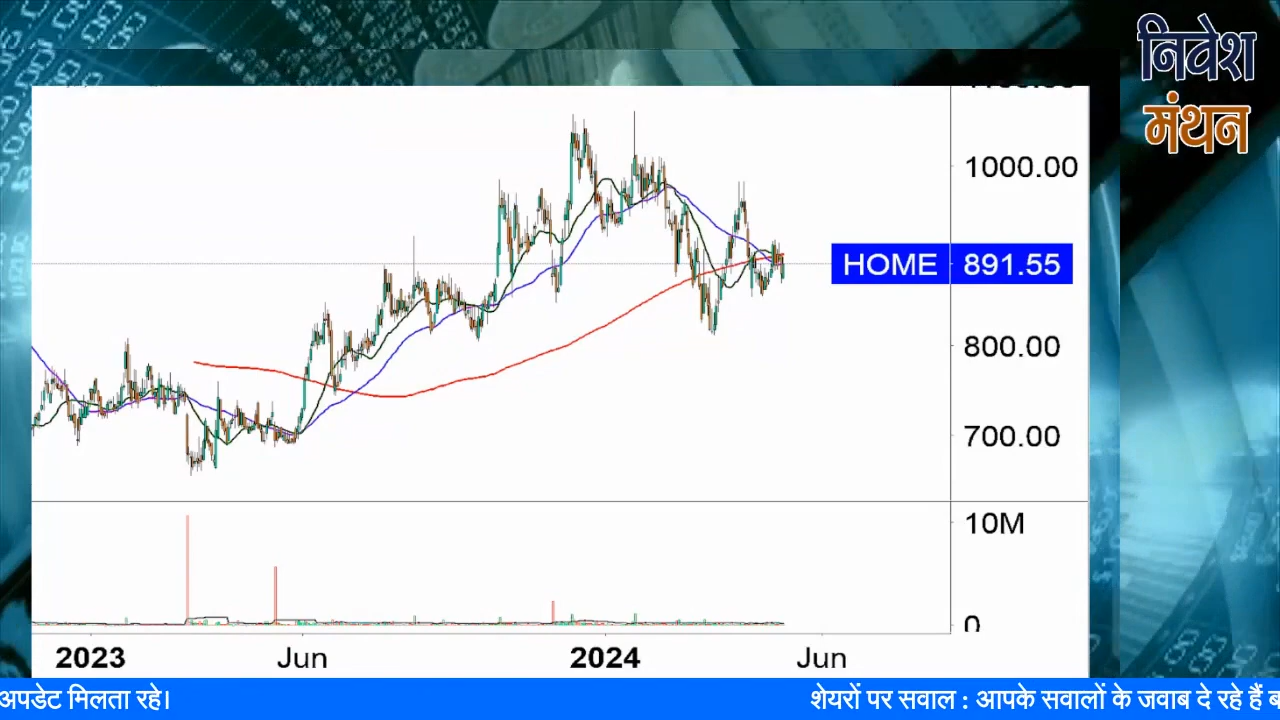 निवेश
मंथन
1000.00
HOME 891.55
800.00
700.00
10M
0
2023 Jun 2024 Jun
अपडेट मिलता रहे। शेयरों पर सवाल : आपके सवालों के जवाब दे रहे हैं